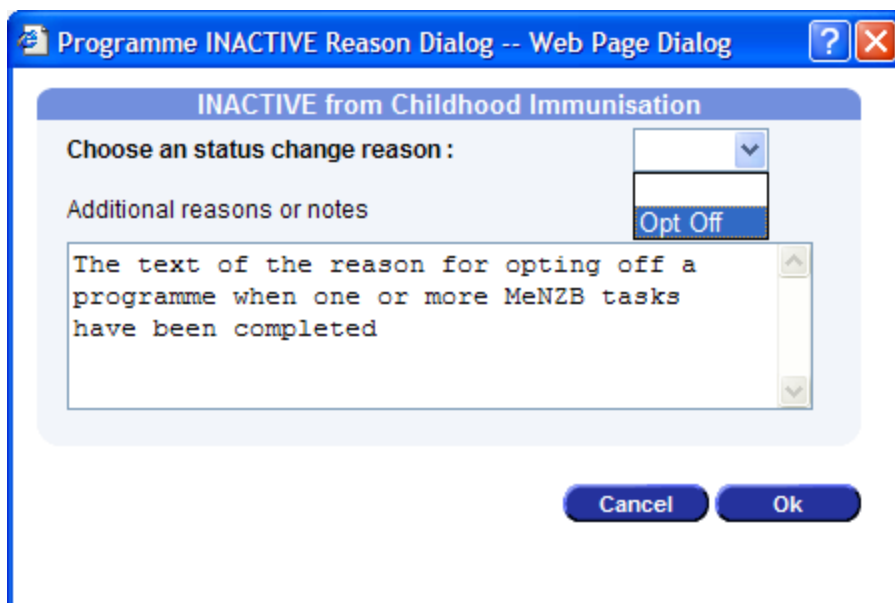 Programme INACTIVE Reason Dialog -- Web Page Dialog
INACTIVE from Childhood Immunisation
Choose an status change reason :
Additional reasons or notes
Opt Off
The text of the reason for opting off a
programme when one or more MeNZB tasks
have been completed
Cancel
Ok